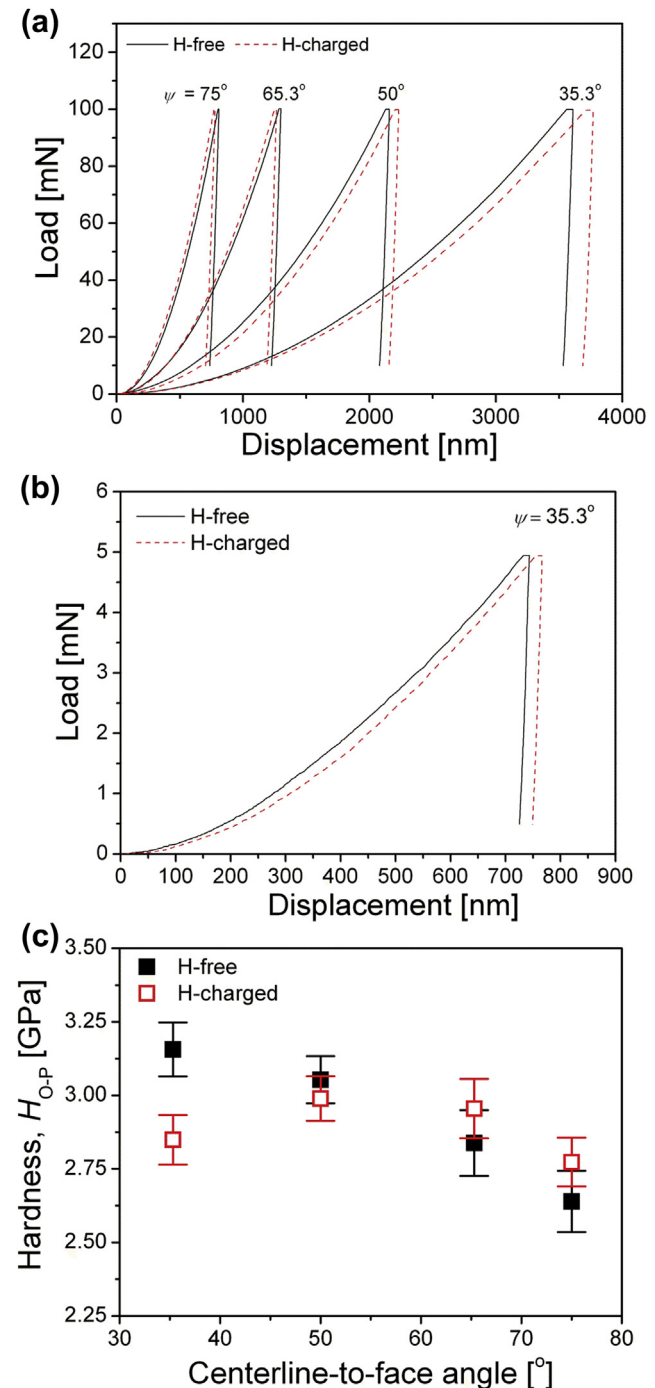 (a)
H-free H-charged
ψ = 75° 65.3° 50° 35.3°
120
100
80
60
40
20
0
Load [mN]
0 1000 2000 3000 4000
Displacement [nm]
(b)
H-free
H-charged
ψ = 35.3°
6
5
4
3
2
1
0
Load [mN]
0 100 200 300 400 500 600 700 800 900
Displacement [nm]
(c)
H-free
H-charged
3.50
3.25
3.00
2.75
2.50
2.25
Hardness, H_O-P [GPa]
30 40 50 60 70 80
Centerline-to-face angle [°]